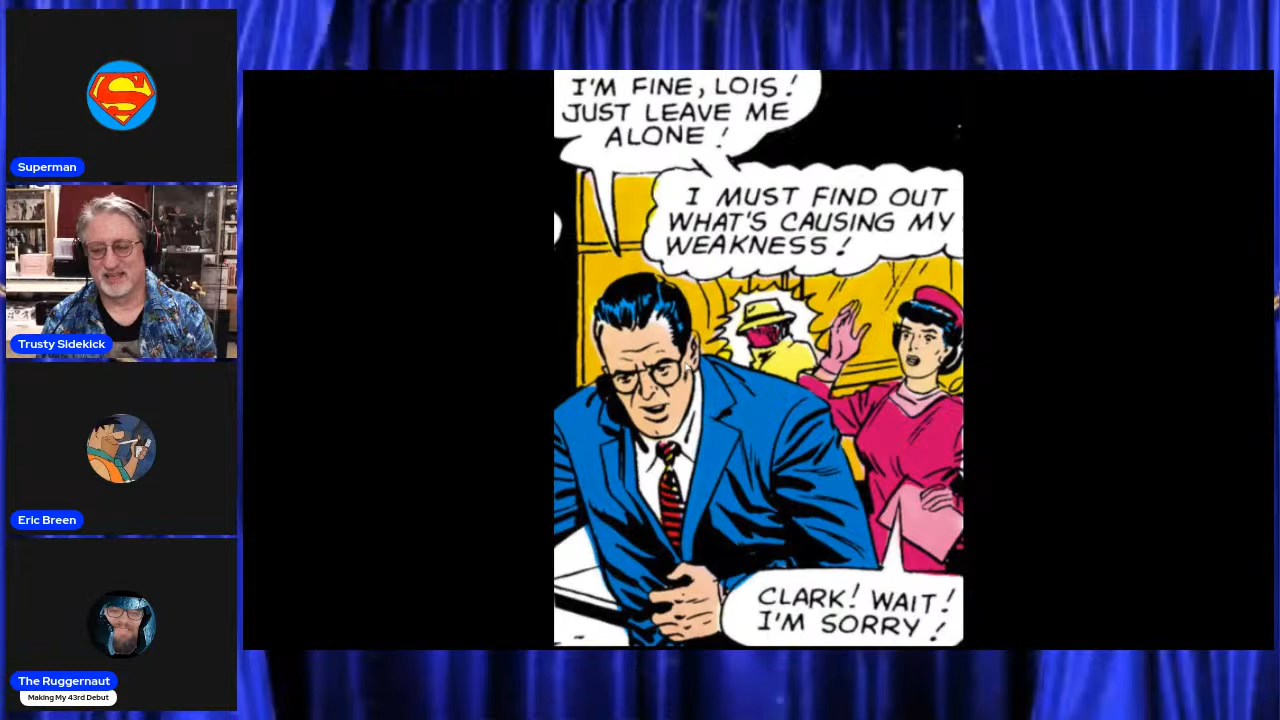 Superman
Trusty Sidekick
Eric Breen
The Ruggernaut
Making My 43rd Debut
I'M FINE, LOIS!
JUST LEAVE ME
ALONE!
I MUST FIND OUT
WHAT'S CAUSING MY
WEAKNESS!
CLARK! WAIT!
I'M SORRY!